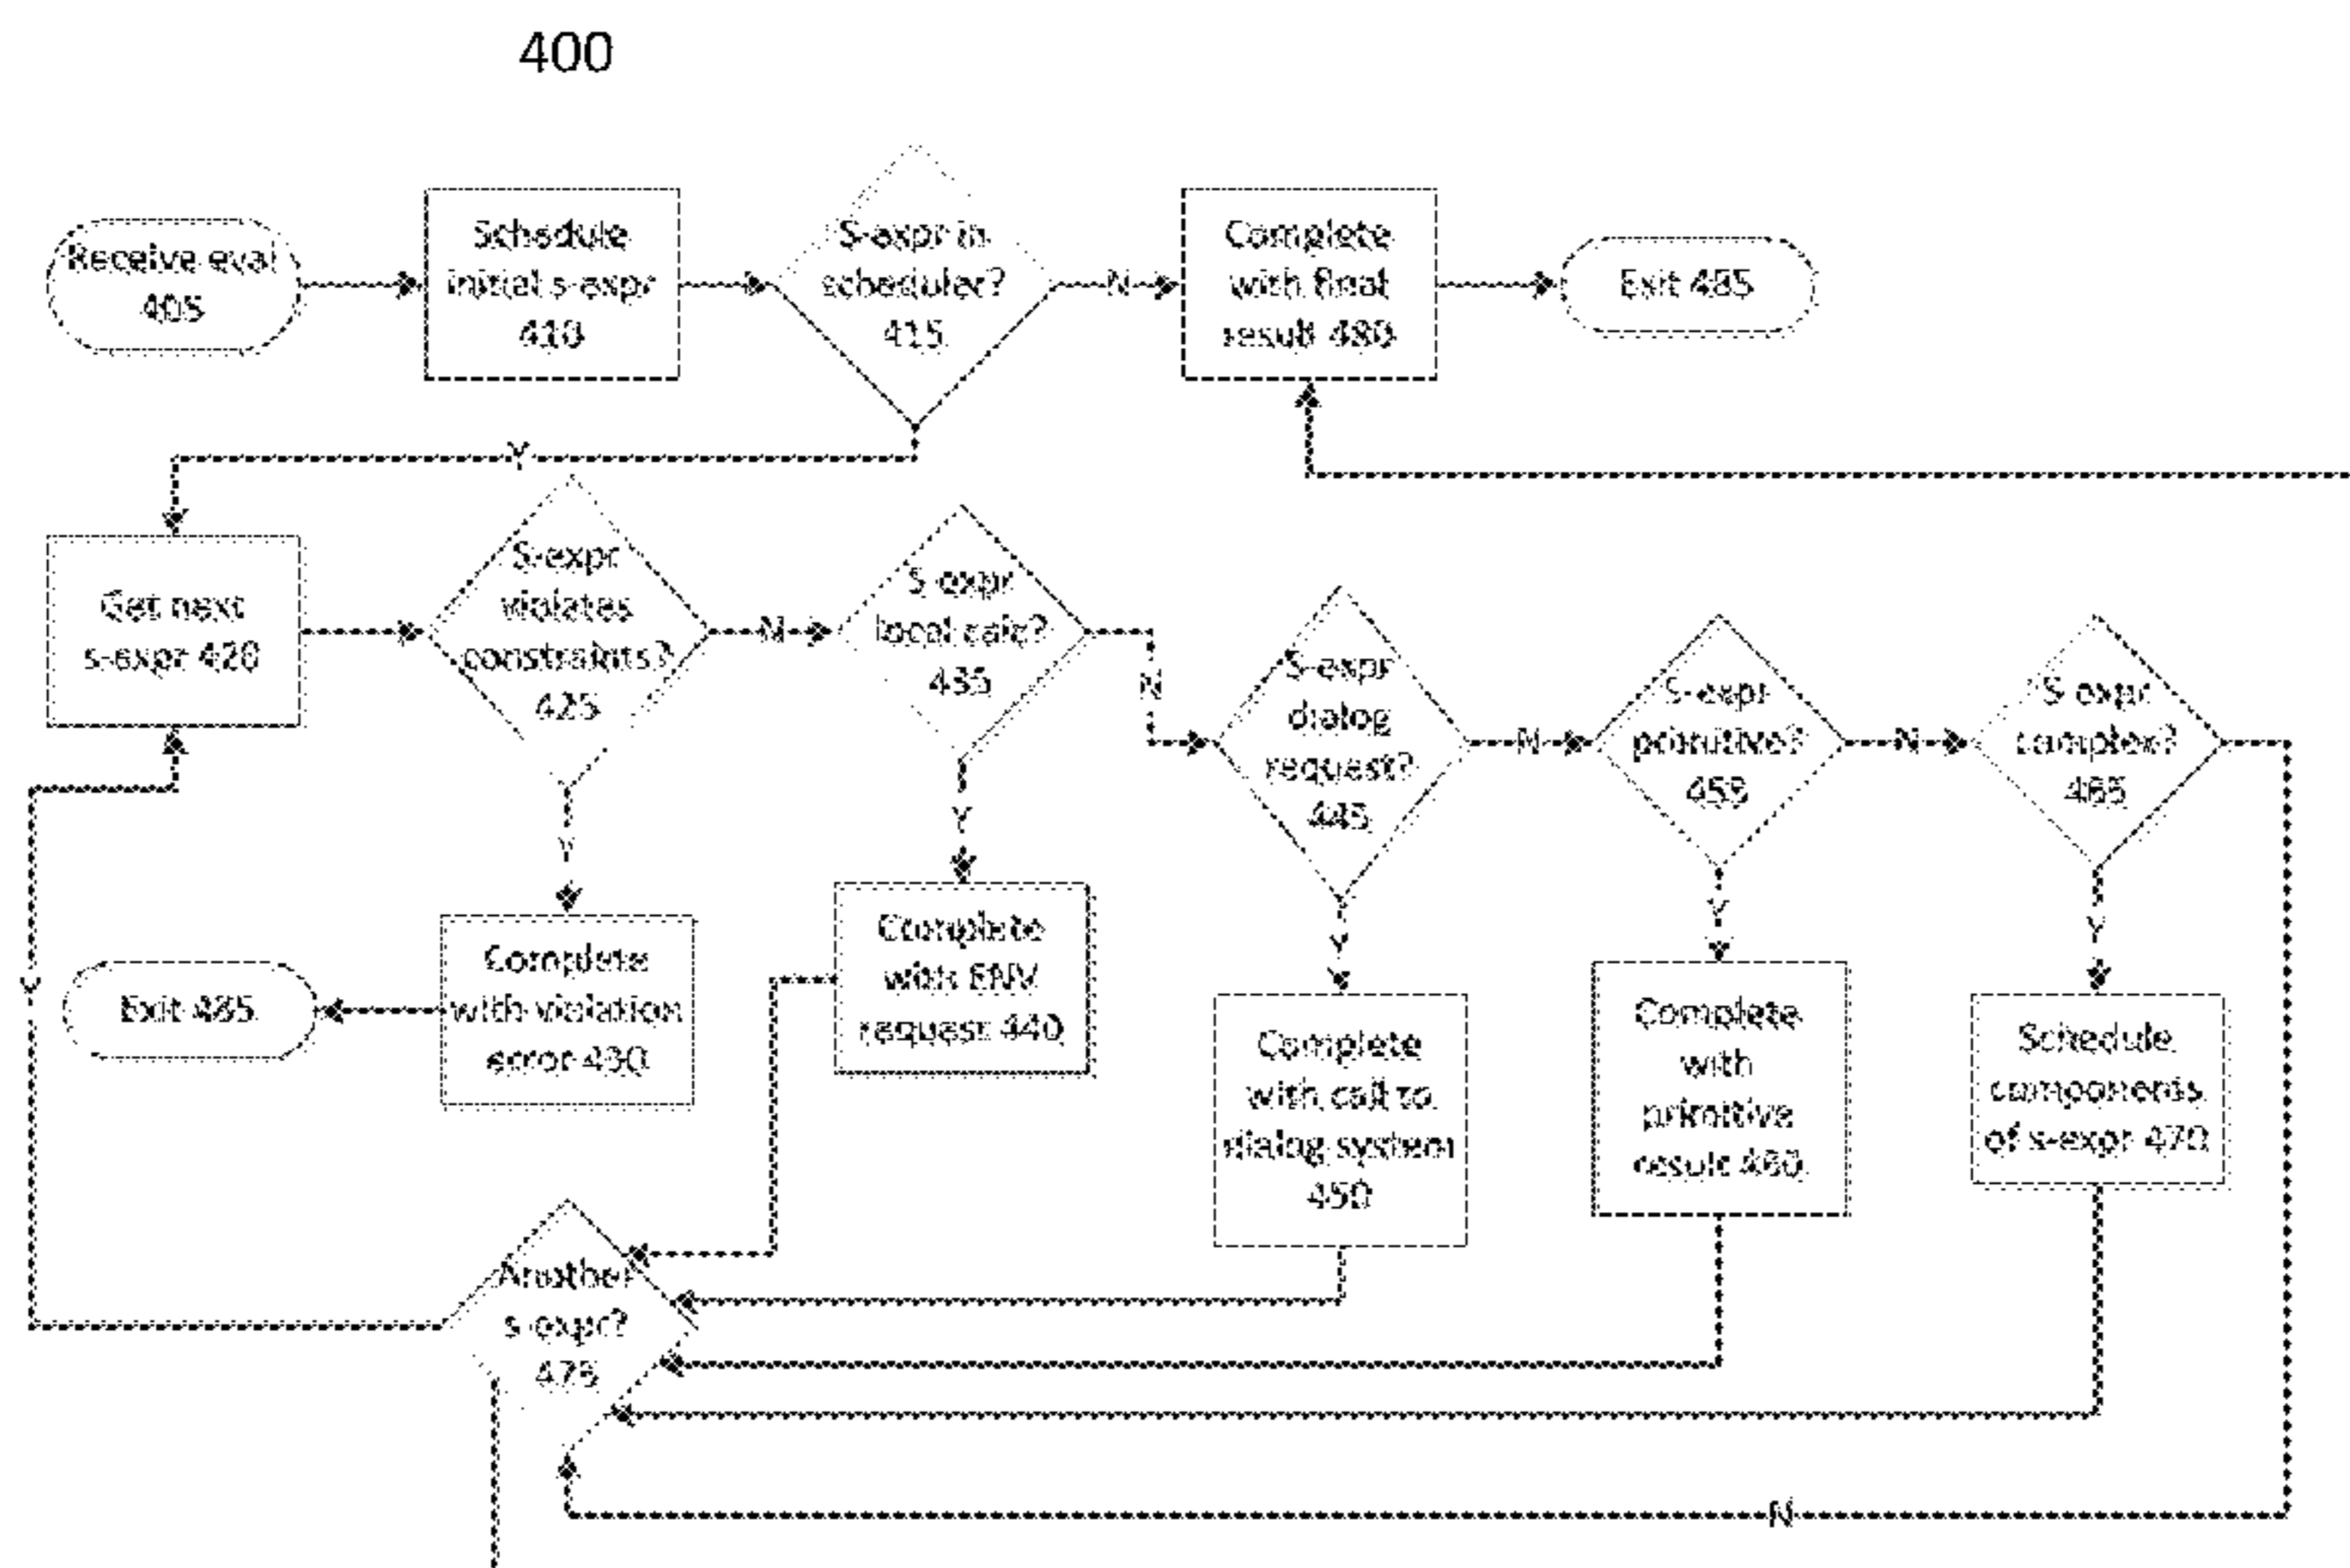 400
Receive eval
405
Schedule
initial s-expr
410
S-expr in
scheduler?
415
N
Complete
with final
result 480
Exit 485
Y
Get next
s-expr 420
S-expr
violates
constraints?
425
N
S-expr
local calc?
435
N
S-expr
dialog
request?
445
N
S-expr
primitive?
455
N
S-expr
complex?
465
Y
Y
Y
Y
Y
Exit 485
Complete
with violation
error 430
Complete
with ENV
request 440
Complete
with call to
dialog system
450
Complete
with
primitive
result 460
Schedule
components
of s-expr 470
Y
Another
s-expr?
475
N